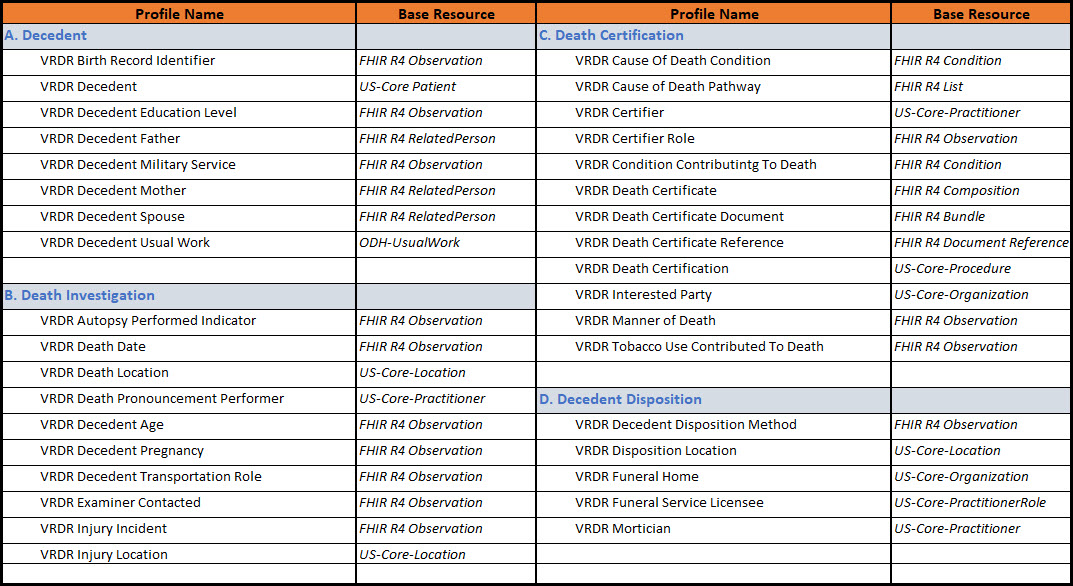 Profile Name Base Resource Profile Name Base Resource
A. Decedent C. Death Certification
VRDR Birth Record Identifier FHIR R4 Observation VRDR Cause Of Death Condition FHIR R4 Condition
VRDR Decedent US-Core Patient VRDR Cause of Death Pathway FHIR R4 List
VRDR Decedent Education Level FHIR R4 Observation VRDR Certifier US-Core-Practitioner
VRDR Decedent Father FHIR R4 RelatedPerson VRDR Certifier Role FHIR R4 Observation
VRDR Decedent Military Service FHIR R4 Observation VRDR Condition Contributintg To Death FHIR R4 Condition
VRDR Decedent Mother FHIR R4 RelatedPerson VRDR Death Certificate FHIR R4 Composition
VRDR Decedent Spouse FHIR R4 RelatedPerson VRDR Death Certificate Document FHIR R4 Bundle
VRDR Decedent Usual Work ODH-UsualWork VRDR Death Certificate Reference FHIR R4 Document Reference
VRDR Death Certification US-Core-Procedure
B. Death Investigation VRDR Interested Party US-Core-Organization
VRDR Autopsy Performed Indicator FHIR R4 Observation VRDR Manner of Death FHIR R4 Observation
VRDR Death Date FHIR R4 Observation VRDR Tobacco Use Contributed To Death FHIR R4 Observation
VRDR Death Location US-Core-Location
VRDR Death Pronouncement Performer US-Core-Practitioner D. Decedent Disposition
VRDR Decedent Age FHIR R4 Observation VRDR Decedent Disposition Method FHIR R4 Observation
VRDR Decedent Pregnancy FHIR R4 Observation VRDR Disposition Location US-Core-Location
VRDR Decedent Transportation Role FHIR R4 Observation VRDR Funeral Home US-Core-Organization
VRDR Examiner Contacted FHIR R4 Observation VRDR Funeral Service Licensee US-Core-PractitionerRole
VRDR Injury Incident FHIR R4 Observation VRDR Mortician US-Core-Practitioner
VRDR Injury Location US-Core-Location